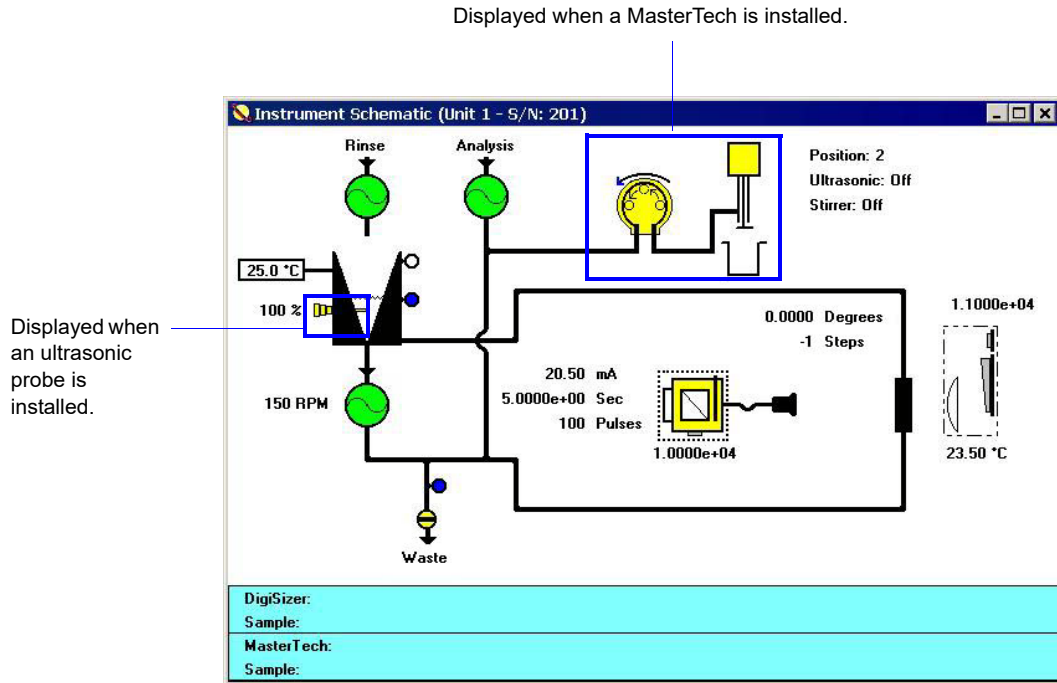 Displayed when a MasterTech is installed.
Instrument Schematic (Unit 1 - S/N: 201)
Rinse
Analysis
Position: 2
Ultrasonic: Off
Stirrer: Off
25.0 °C
100 %
Displayed when
an ultrasonic
probe is
installed.
0.0000 Degrees
-1 Steps
1.1000e+04
20.50 mA
5.0000e+00 Sec
100 Pulses
150 RPM
1.0000e+04
23.50 °C
Waste
DigiSizer:
Sample:
MasterTech:
Sample: